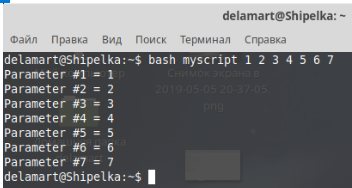 delamart@Shipelka: ~
Файл Правка Вид Поиск Терминал Справка
delamart@Shipelka:~$ bash myscript 1 2 3 4 5 6 7
Parameter #1 = 1
Parameter #2 = 2
Parameter #3 = 3
Parameter #4 = 4
Parameter #5 = 5
Parameter #6 = 6
Parameter #7 = 7
delamart@Shipelka:~$
Снимок экрана в
2019-05-05 20-37-05.
png